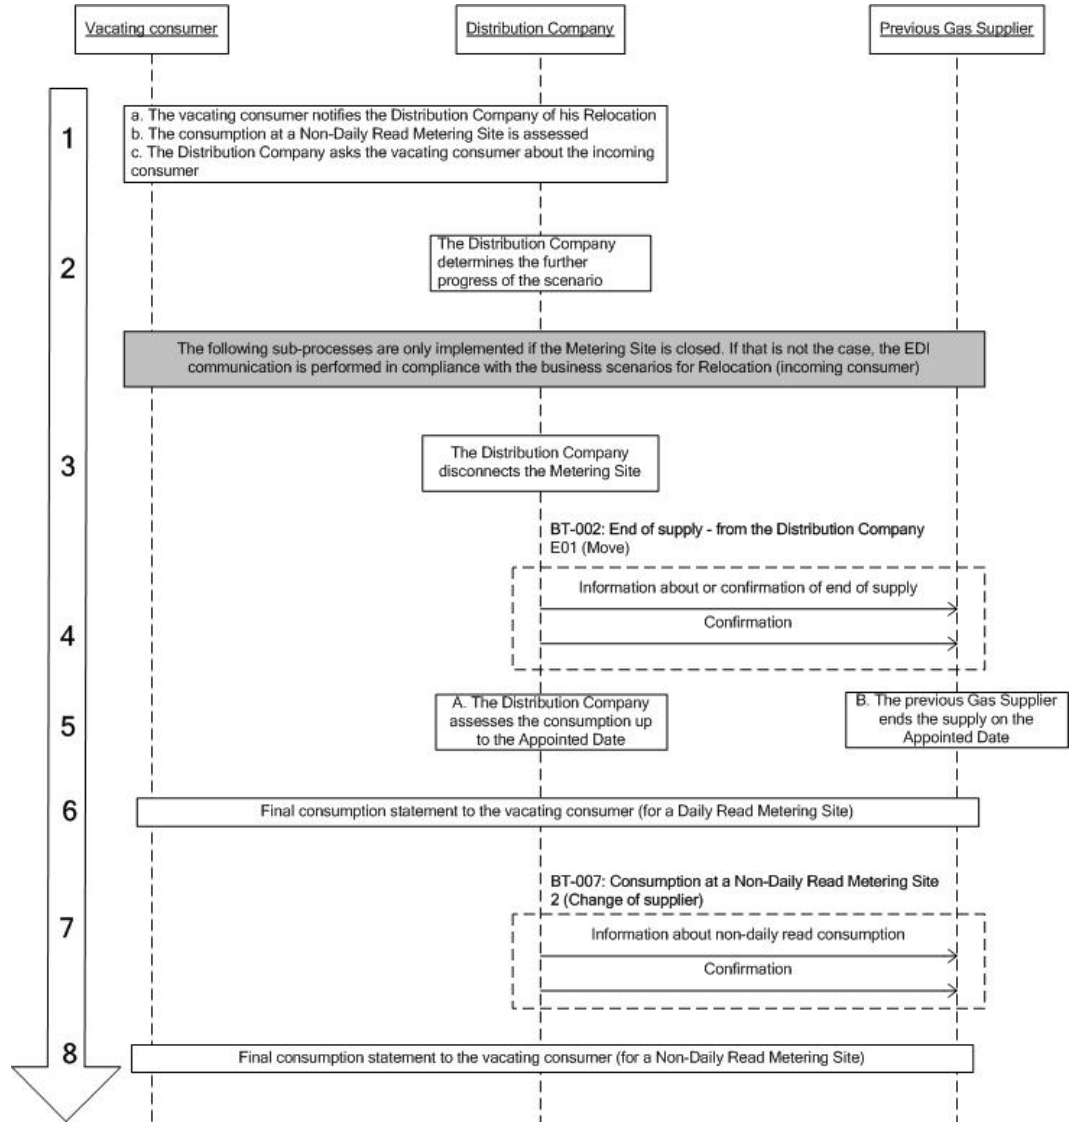 Vacating consumer
Distribution Company
Previous Gas Supplier
1
a. The vacating consumer notifies the Distribution Company of his Relocation
b. The consumption at a Non-Daily Read Metering Site is assessed
c. The Distribution Company asks the vacating consumer about the incoming
consumer
2
The Distribution Company
determines the further
progress of the scenario
The following sub-processes are only implemented if the Metering Site is closed. If that is not the case, the EDI
communication is performed in compliance with the business scenarios for Relocation (incoming consumer)
3
The Distribution Company
disconnects the Metering Site
BT-002: End of supply - from the Distribution Company
E01 (Move)
Information about or confirmation of end of supply
4
Confirmation
5
A. The Distribution Company
assesses the consumption up
to the Appointed Date
B. The previous Gas Supplier
ends the supply on the
Appointed Date
6
Final consumption statement to the vacating consumer (for a Daily Read Metering Site)
BT-007: Consumption at a Non-Daily Read Metering Site
2 (Change of supplier)
7
Information about non-daily read consumption
Confirmation
8
Final consumption statement to the vacating consumer (for a Non-Daily Read Metering Site)